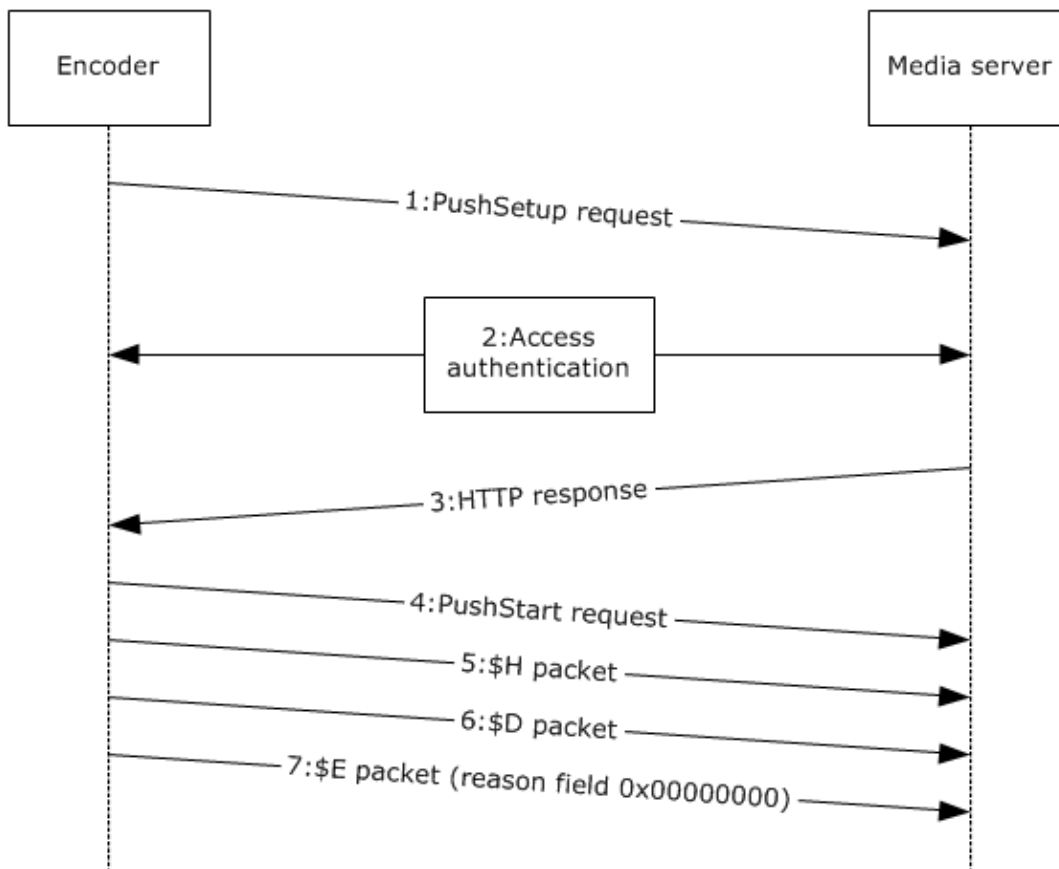 Encoder
Media server
1:PushSetup request
2:Access
authentication
3:HTTP response
4:PushStart request
5:$H packet
6:$D packet
7:$E packet (reason field 0x00000000)